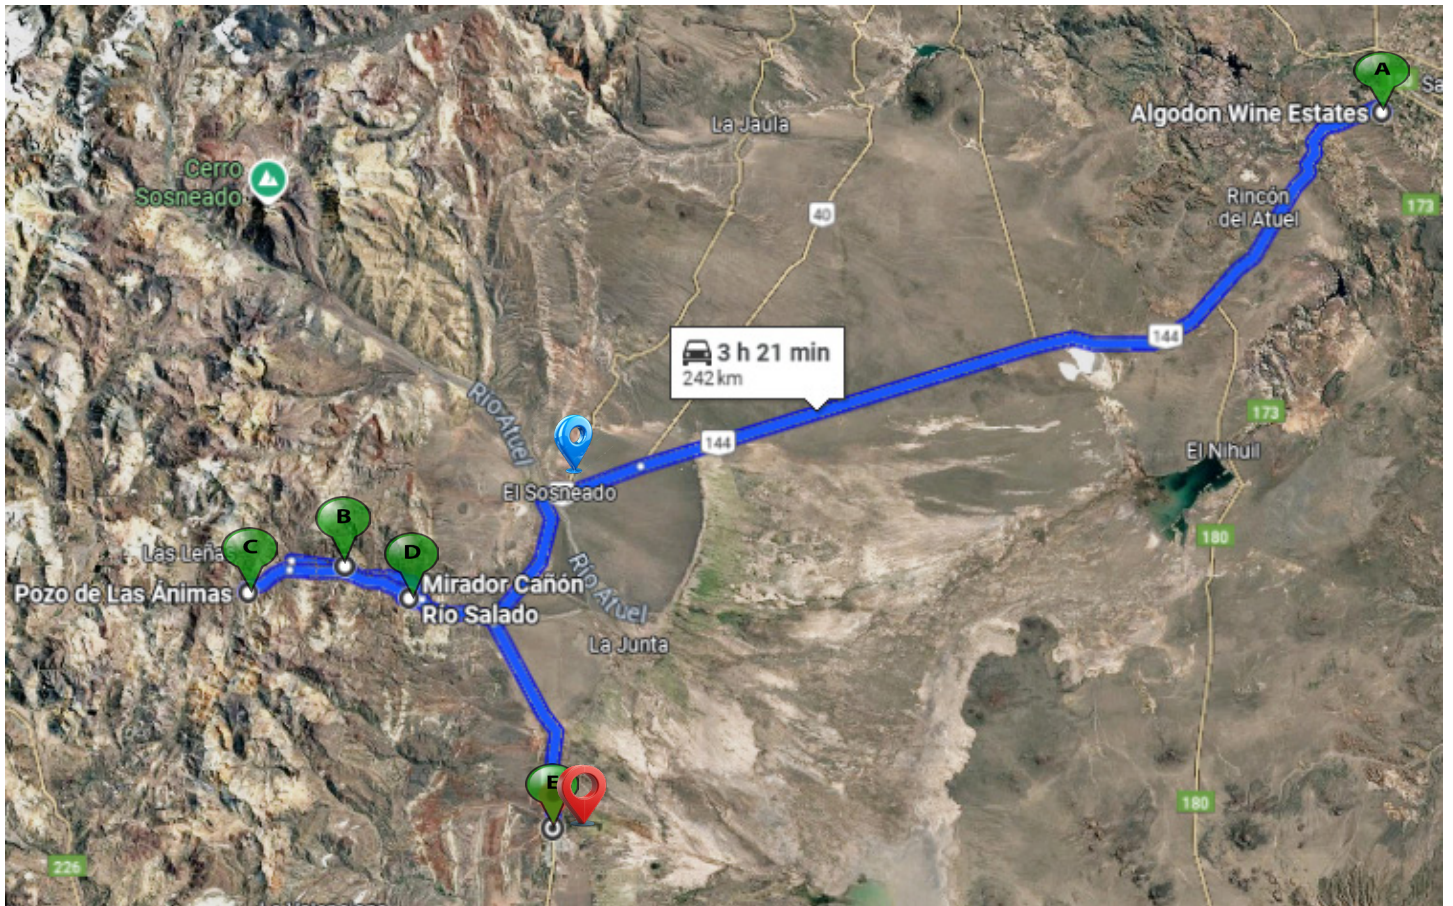 A
Sa
Algodon Wine Estates
La Jaula
Cerro
Sosneado
Rincón
del Atuel
173
40
144
3 h 21 min
242 km
Río Atuel
173
144
El Nihuil
El Sosneado
B
180
C
D
Las Leñas
Mirador Cañón
Río Salado
Pozo de Las Ánimas
Río Atuel
La Junta
E
180
226